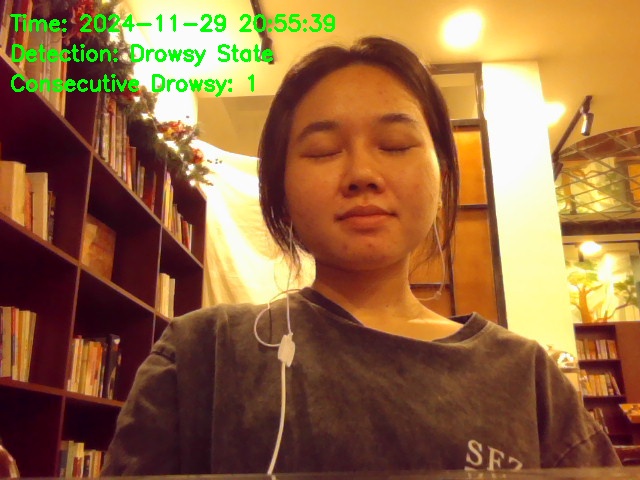 Time: 2024-11-29 20:55:39
Detection: Drowsy State
Consecutive Drowsy: 1